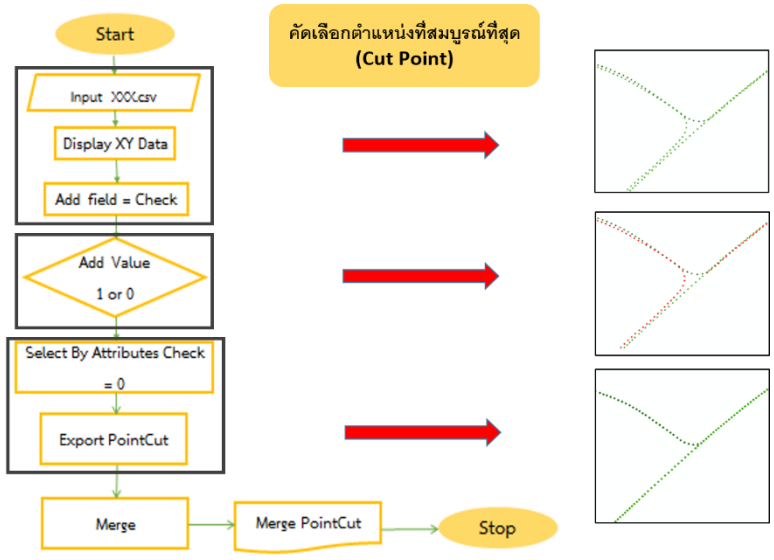 Start
คัดเลือกตำแหน่งที่สมบูรณ์ที่สุด
(Cut Point)
Input XXX.csv
Display XY Data
Add field = Check
Add Value
1 or 0
Select By Attributes Check
= 0
Export PointCut
Merge
Merge PointCut
Stop